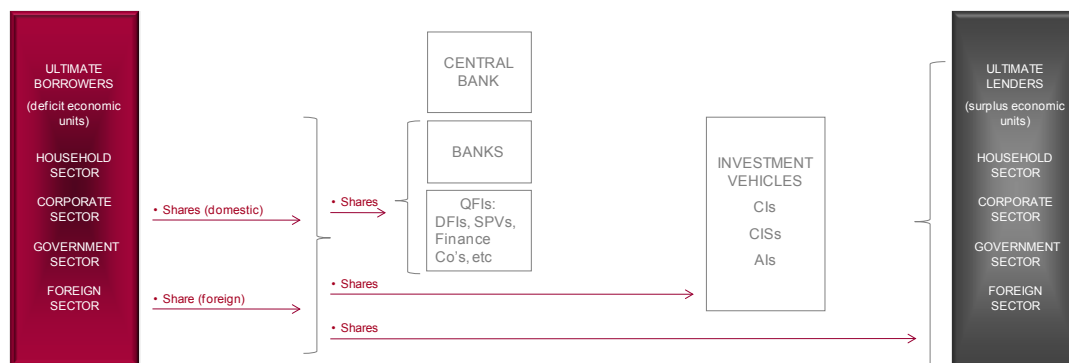 ULTIMATE
BORROWERS
(deficit economic
units)
HOUSEHOLD
SECTOR
CORPORATE
SECTOR
GOVERNMENT
SECTOR
FOREIGN
SECTOR
• Shares (domestic)
• Share (foreign)
• Shares
• Shares
• Shares
CENTRAL
BANK
BANKS
QFIs:
DFIs, SPVs,
Finance
Co's, etc
INVESTMENT
VEHICLES
CIs
CISs
AIs
ULTIMATE
LENDERS
(surplus economic
units)
HOUSEHOLD
SECTOR
CORPORATE
SECTOR
GOVERNMENT
SECTOR
FOREIGN
SECTOR